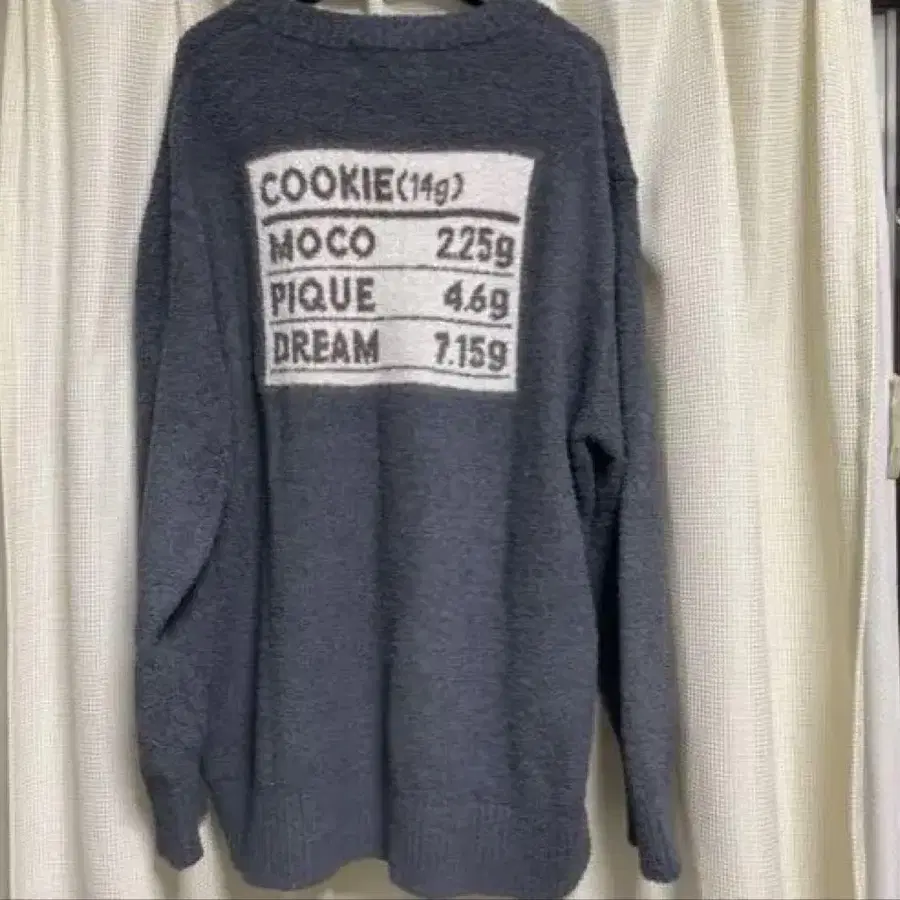 COOKIE(14g)
MOCO 2.25g
PIQUE 4.6g
DREAM 7.15g